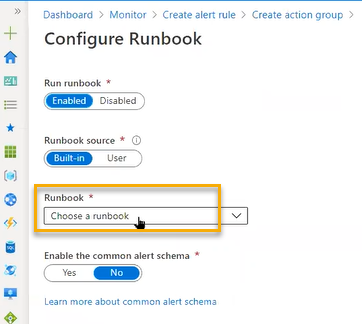 Dashboard > Monitor > Create alert rule > Create action group >
Configure Runbook
Run runbook *
Enabled Disabled
Runbook source *
Built-in User
Runbook *
Choose a runbook
Enable the common alert schema *
Yes No
Learn more about common alert schema